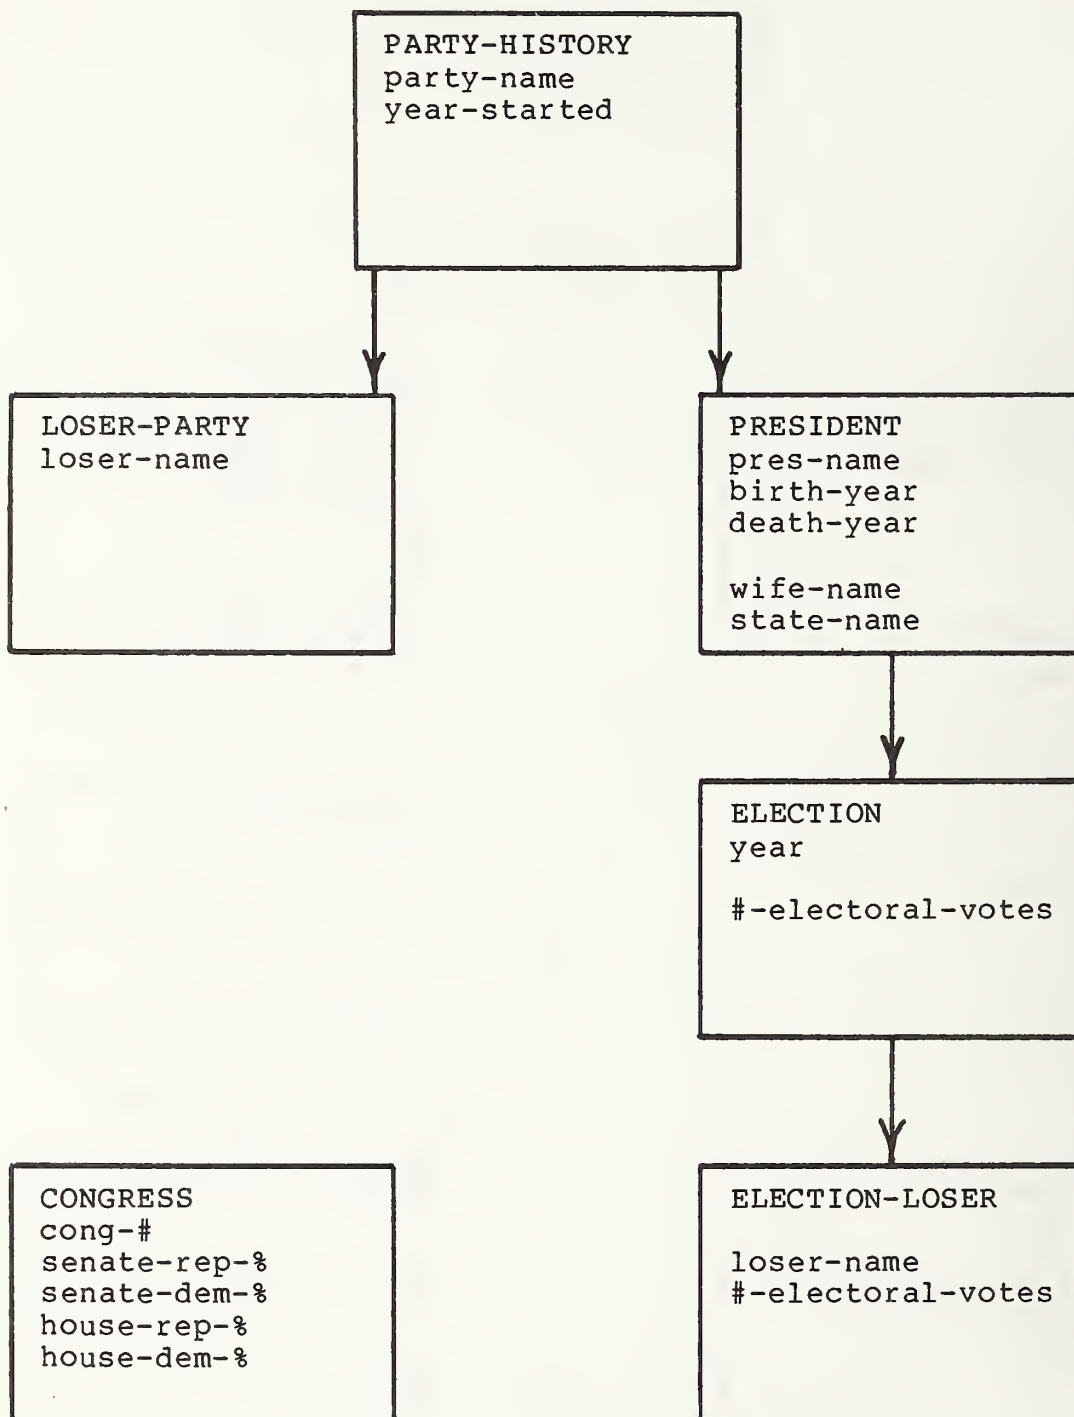 PARTY-HISTORY
party-name
year-started
LOSER-PARTY
loser-name
PRESIDENT
pres-name
birth-year
death-year
wife-name
state-name
ELECTION
year
#-electoral-votes
CONGRESS
cong-#
senate-rep-%
senate-dem-%
house-rep-%
house-dem-%
ELECTION-LOSER
loser-name
#-electoral-votes